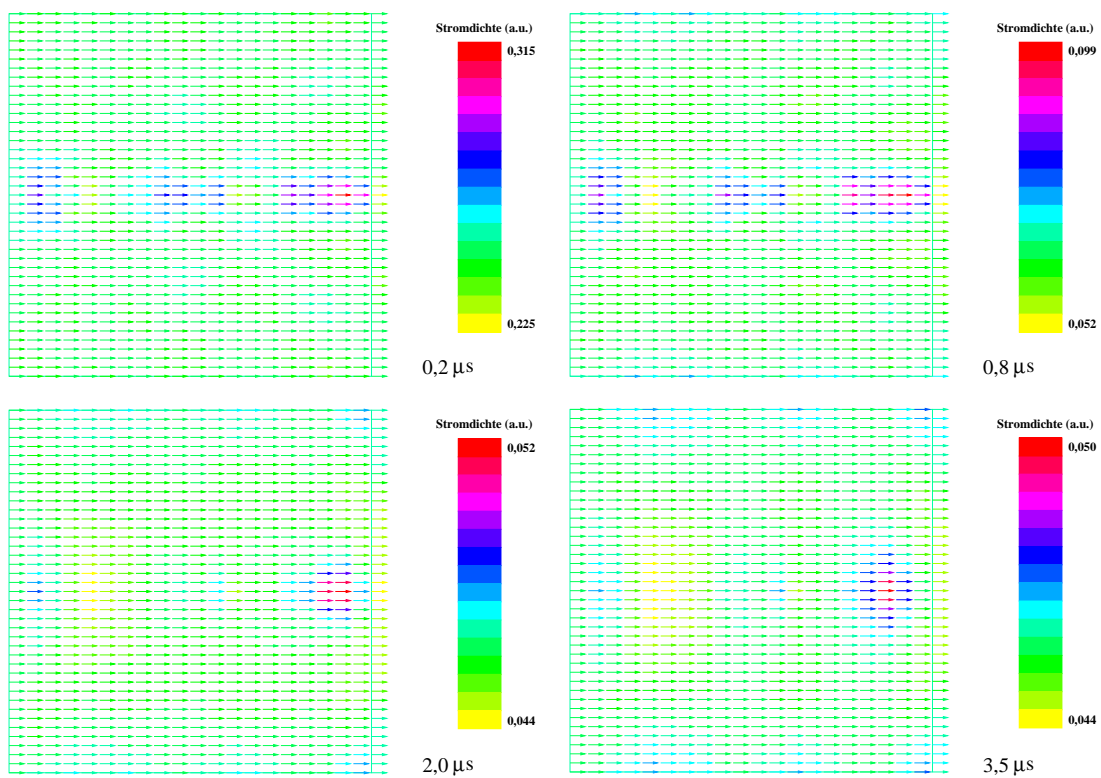 Stromdichte (a.u.)
0,315
0,225
0,2 µs
Stromdichte (a.u.)
0,099
0,052
0,8 µs
Stromdichte (a.u.)
0,052
0,044
2,0 µs
Stromdichte (a.u.)
0,050
0,044
3,5 µs